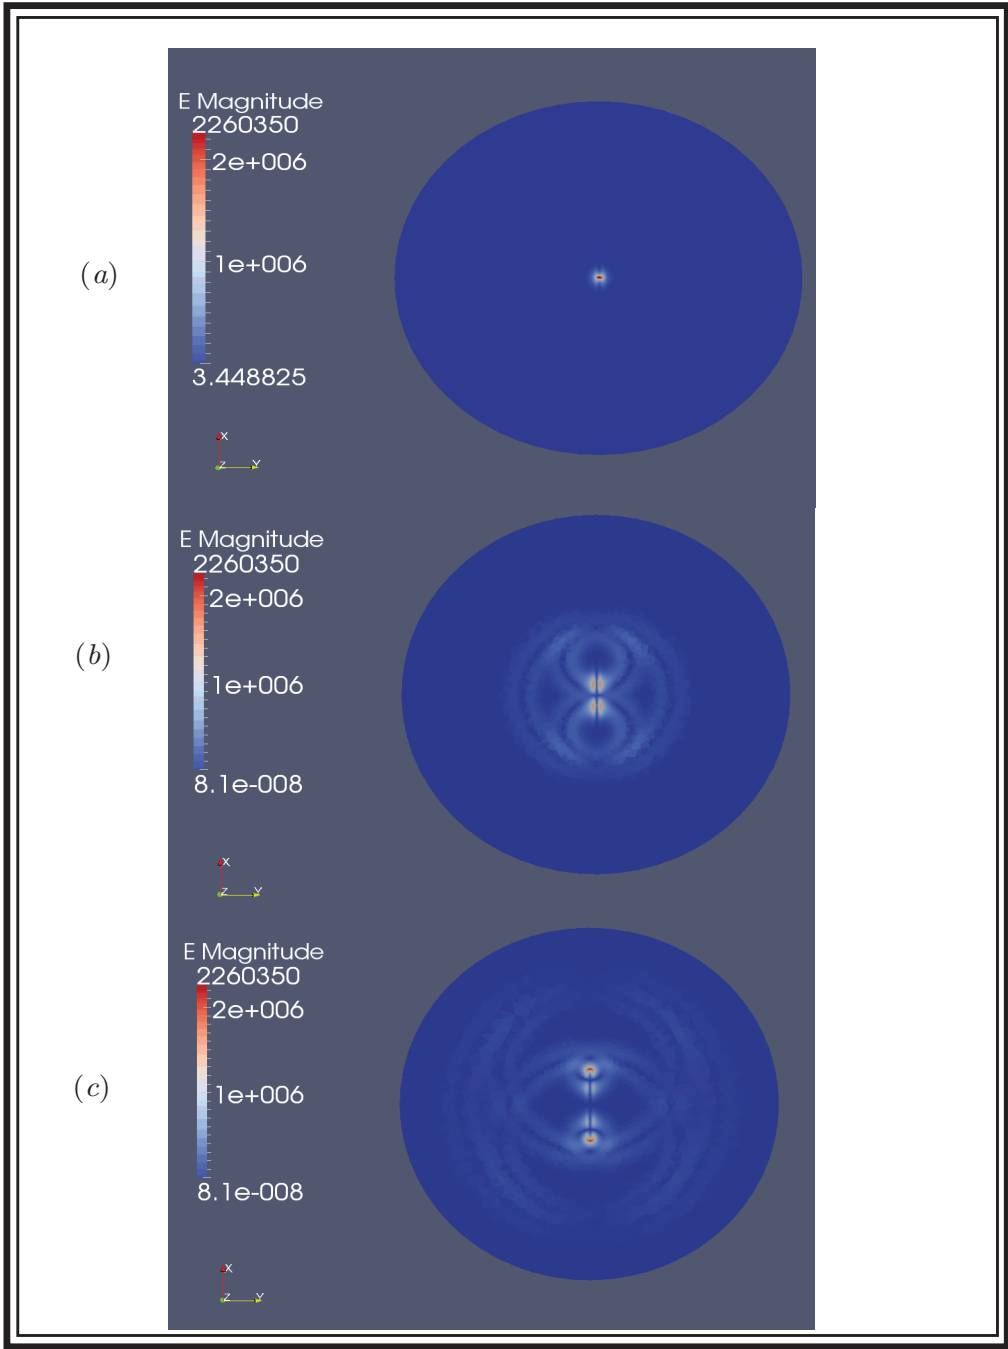 E Magnitude
2260350
2e+006
(a)
1e+006
3.448825
X
Z Y
E Magnitude
2260350
2e+006
(b)
1e+006
8.1e-008
X
Z Y
E Magnitude
2260350
2e+006
(c)
1e+006
8.1e-008
X
Z Y